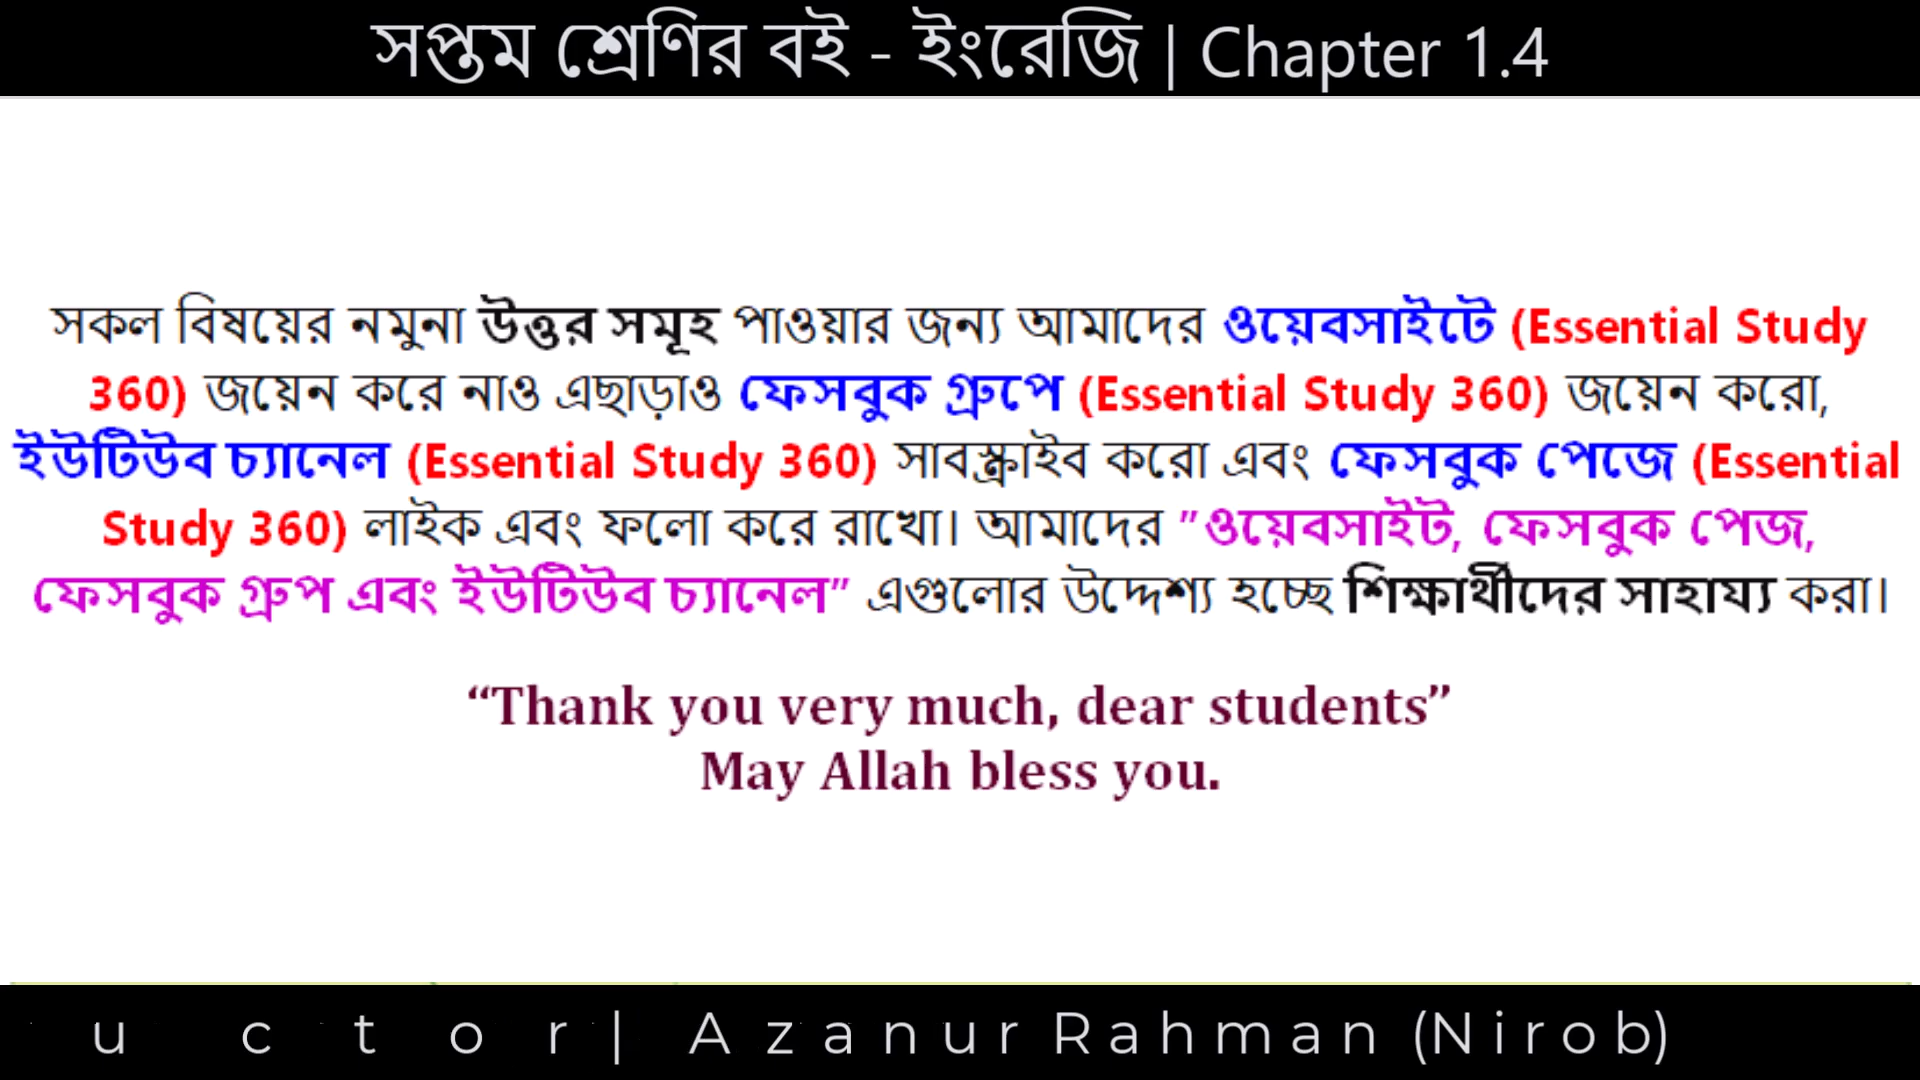 সপ্তম শ্রেণির বই - ইংরেজি | Chapter 1.4
সকল বিষয়ের নমুনা উত্তর সমূহ পাওয়ার জন্য আমাদের ওয়েবসাইটে (Essential Study
360) জয়েন করে নাও এছাড়াও ফেসবুক গ্রুপে (Essential Study 360) জয়েন করো,
ইউটিউব চ্যানেল (Essential Study 360) সাবস্ক্রাইব করো এবং ফেসবুক পেজে (Essential
Study 360) লাইক এবং ফলো করে রাখো। আমাদের "ওয়েবসাইট, ফেসবুক পেজ,
ফেসবুক গ্রুপ এবং ইউটিউব চ্যানেল" এগুলোর উদ্দেশ্য হচ্ছে শিক্ষার্থীদের সাহায্য করা।
“Thank you very much, dear students”
May Allah bless you.
u c t o r | A z a n u r R a h m a n (N i r o b)